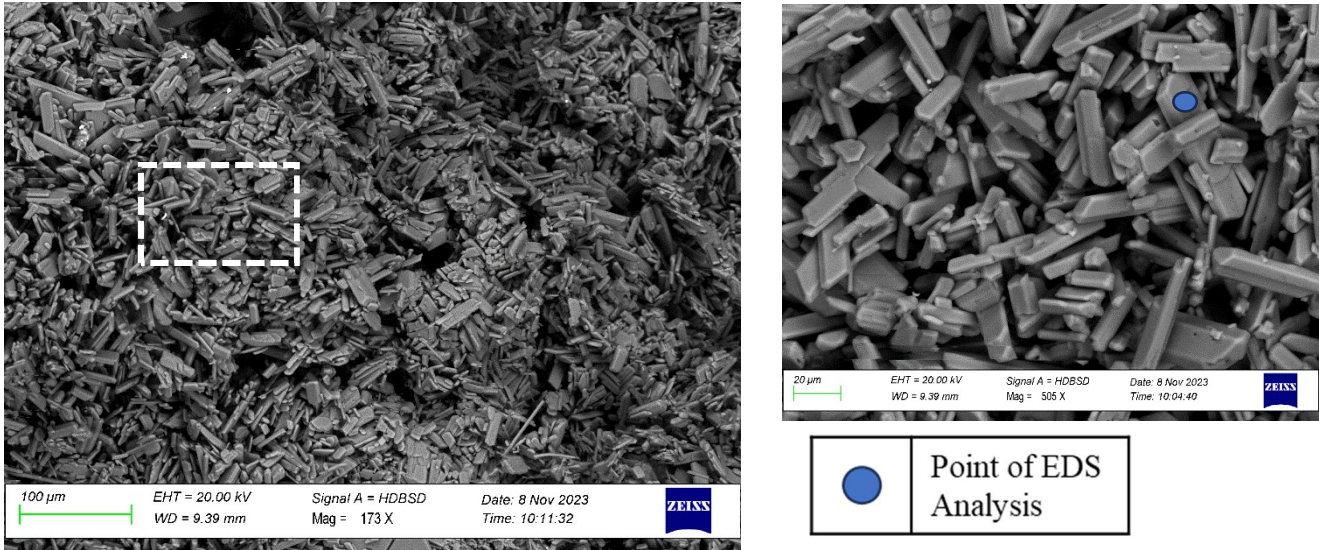 100 µm
EHT = 20.00 kV
WD = 9.39 mm
Signal A = HDBSD
Mag = 173 X
Date: 8 Nov 2023
Time: 10:11:32
ZEISS
20 µm
EHT = 20.00 kV
WD = 9.39 mm
Signal A = HDBSD
Mag = 505 X
Date: 8 Nov 2023
Time: 10:04:40
ZEISS
Point of EDS
Analysis